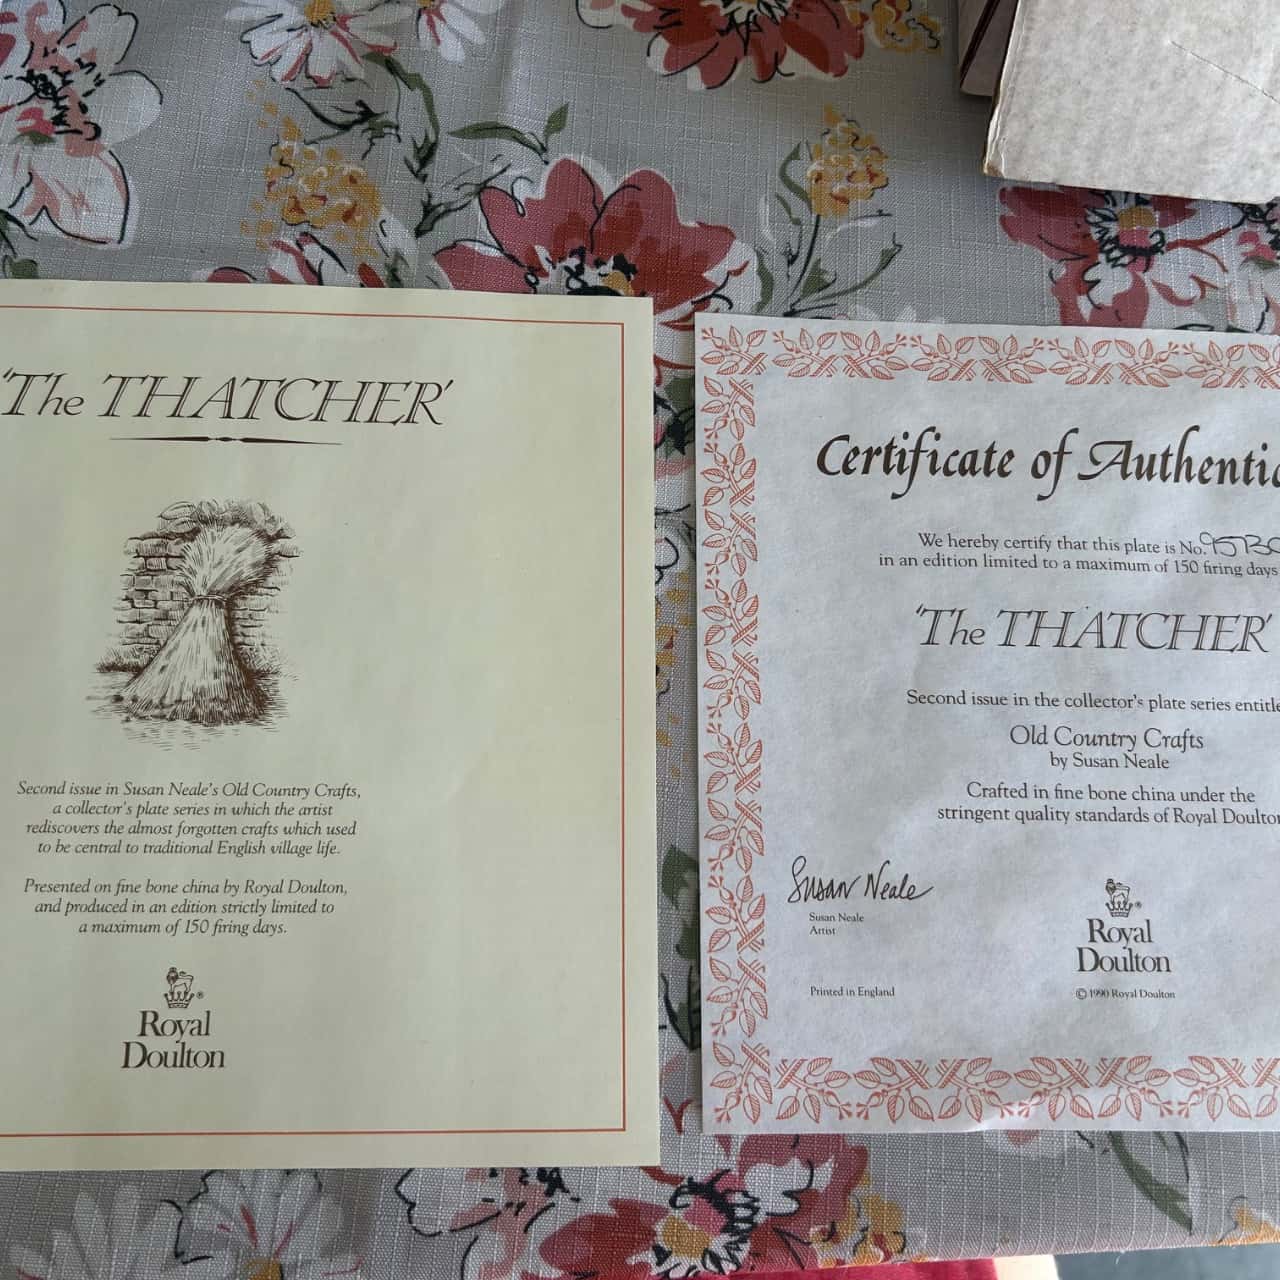 'The THATCHER'
Second issue in Susan Neale's Old Country Crafts,
a collector's plate series in which the artist
rediscovers the almost forgotten crafts which used
to be central to traditional English village life.
Presented on fine bone china by Royal Doulton,
and produced in an edition strictly limited to
a maximum of 150 firing days.
®
Royal
Doulton
Certificate of Authentic
We hereby certify that this plate is No.
in an edition limited to a maximum of 150 firing days
'The THATCHER'
Second issue in the collector's plate series entitle
Old Country Crafts
by Susan Neale
Crafted in fine bone china under the
stringent quality standards of Royal Doulton
Susan Neale
Susan Neale
Artist
Printed in England
®
Royal
Doulton
© 1990 Royal Doulton